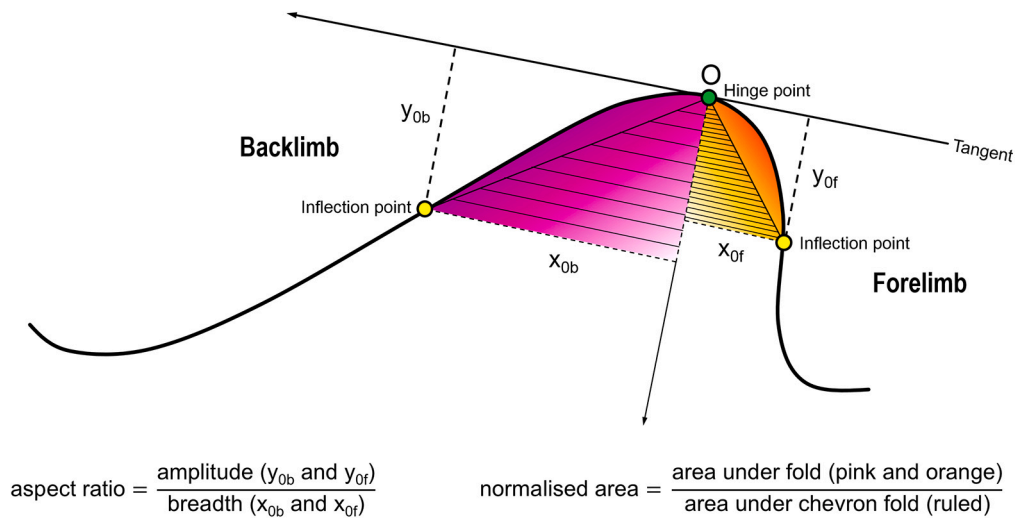 O
Hinge point
Tangent
y0b
Backlimb
y0f
Inflection point
Inflection point
x0b
x0f
Forelimb
aspect ratio = amplitude (y0b and y0f)
breadth (x0b and x0f)
normalised area = area under fold (pink and orange)
area under chevron fold (ruled)